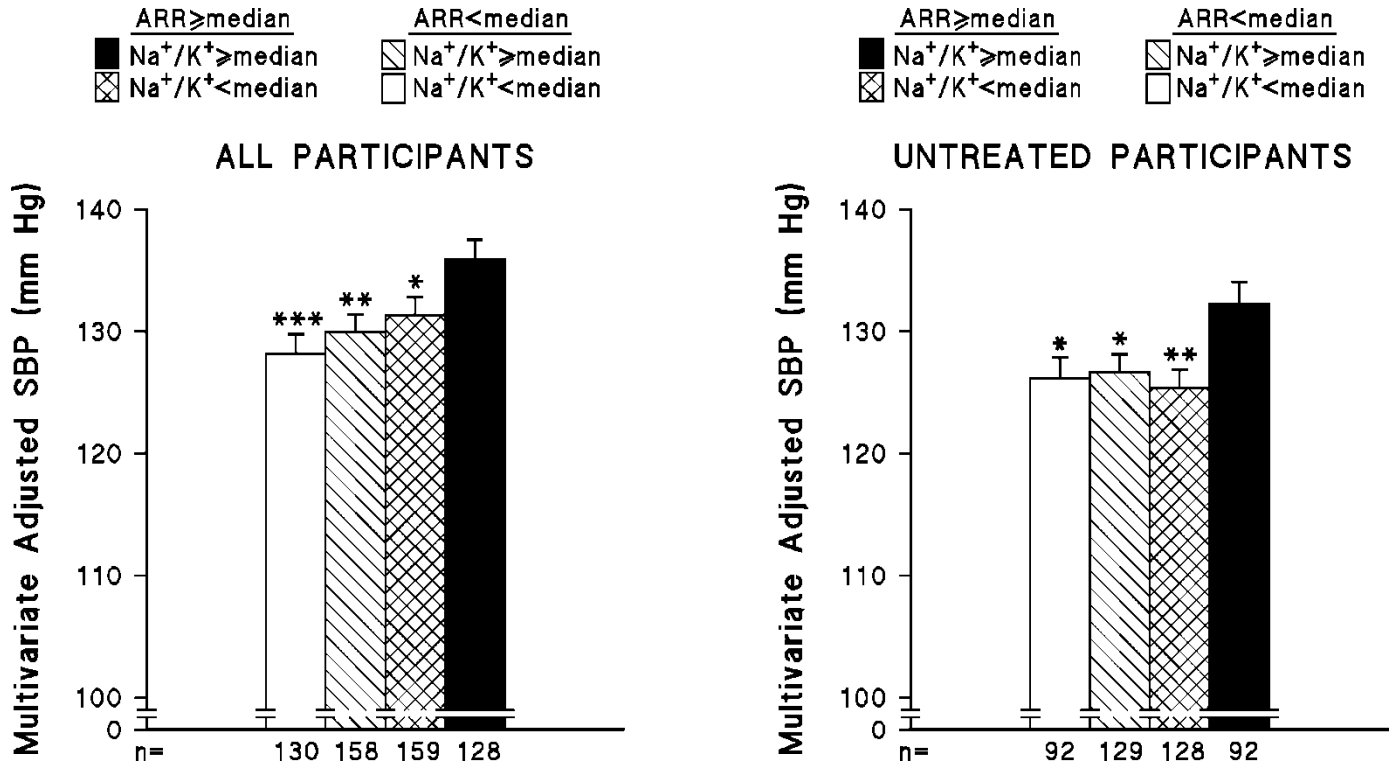 ARR⩾median ARR<median
Na⁺/K⁺⩾median Na⁺/K⁺⩾median
Na⁺/K⁺<median Na⁺/K⁺<median
ALL PARTICIPANTS
Multivariate Adjusted SBP (mm Hg)
140
130
120
110
100
0
***
**
*
n= 130 158 159 128
ARR⩾median ARR<median
Na⁺/K⁺⩾median Na⁺/K⁺⩾median
Na⁺/K⁺<median Na⁺/K⁺<median
UNTREATED PARTICIPANTS
Multivariate Adjusted SBP (mm Hg)
140
130
120
110
100
0
*
*
**
n= 92 129 128 92